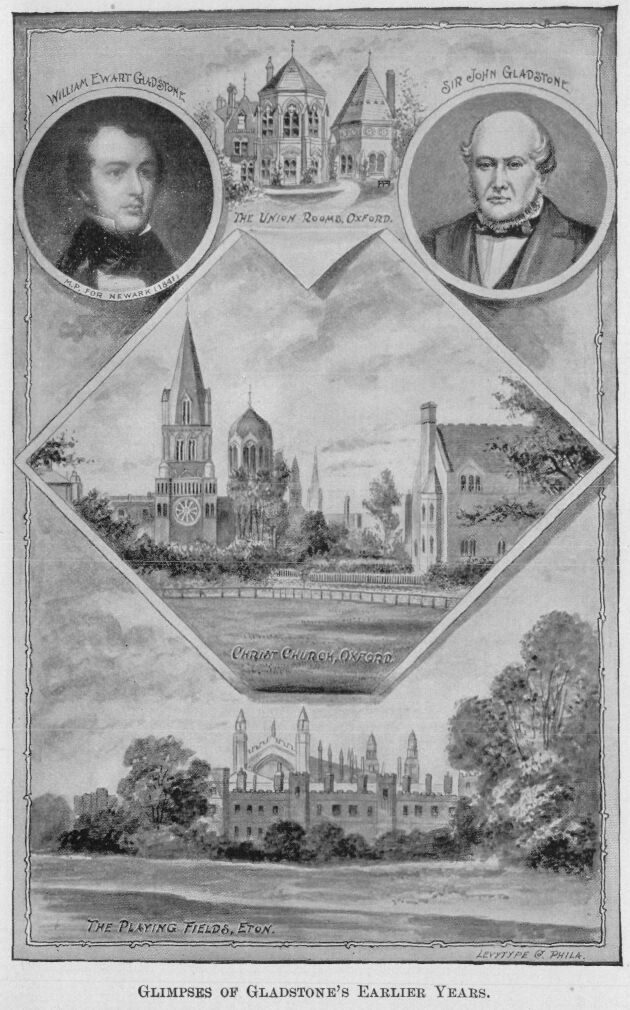 WILLIAM EWART GLADSTONE
SIR JOHN GLADSTONE
THE UNION ROOMS, OXFORD.
M.P. FOR NEWARK (1841)
CHRIST CHURCH, OXFORD.
THE PLAYING FIELDS, ETON.
LEVYTYPE Co. PHILA.
GLIMPSES OF GLADSTONE'S EARLIER YEARS.